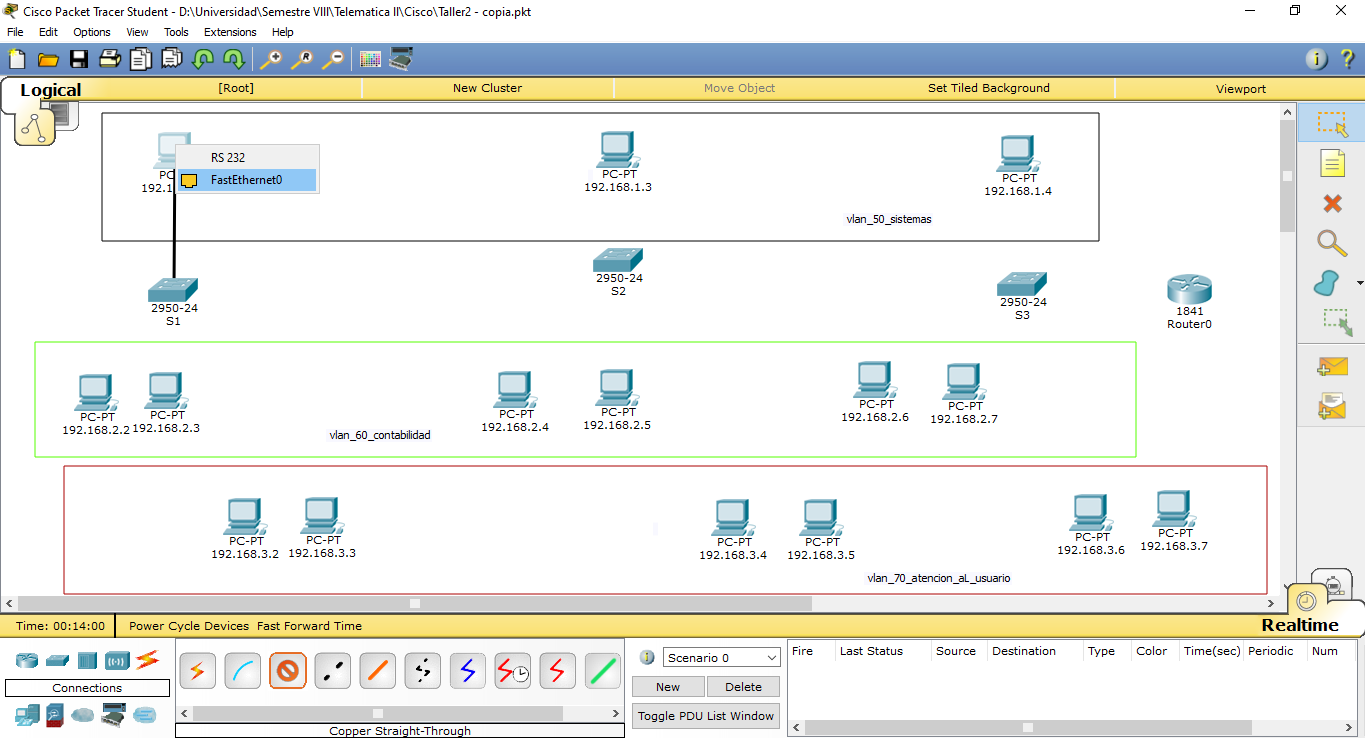 Cisco Packet Tracer Student - D:\Universidad\Semestre VIII\Telematica II\Cisco\Taller2 - copia.pkt
File Edit Options View Tools Extensions Help
Logical [Root] New Cluster Move Object Set Tiled Background Viewport
RS 232
FastEthernet0
PC
192.1
PC-PT
192.168.1.3
PC-PT
192.168.1.4
vlan_50_sistemas
2950-24
S1
2950-24
S2
2950-24
S3
1841
Router0
PC-PT
192.168.2.2
PC-PT
192.168.2.3
PC-PT
192.168.2.4
PC-PT
192.168.2.5
PC-PT
192.168.2.6
PC-PT
192.168.2.7
vlan_60_contabilidad
PC-PT
192.168.3.2
PC-PT
192.168.3.3
PC-PT
192.168.3.4
PC-PT
192.168.3.5
PC-PT
192.168.3.6
PC-PT
192.168.3.7
vlan_70_atencion_aL_usuario
Time: 00:14:00 Power Cycle Devices Fast Forward Time
Realtime
Connections
Copper Straight-Through
Scenario 0
New Delete
Toggle PDU List Window
Fire Last Status Source Destination Type Color Time(sec) Periodic Num